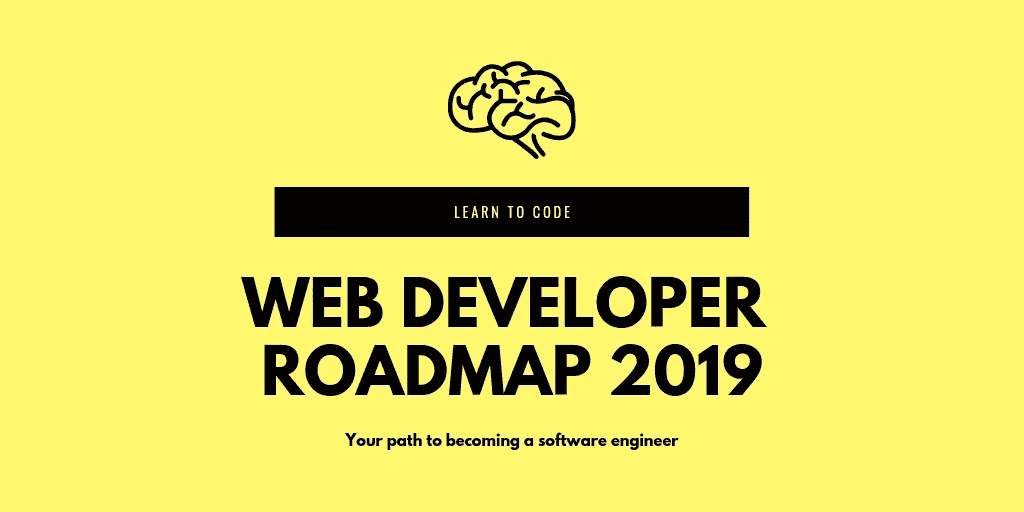 LEARN TO CODE
WEB DEVELOPER
ROADMAP 2019
Your path to becoming a software engineer